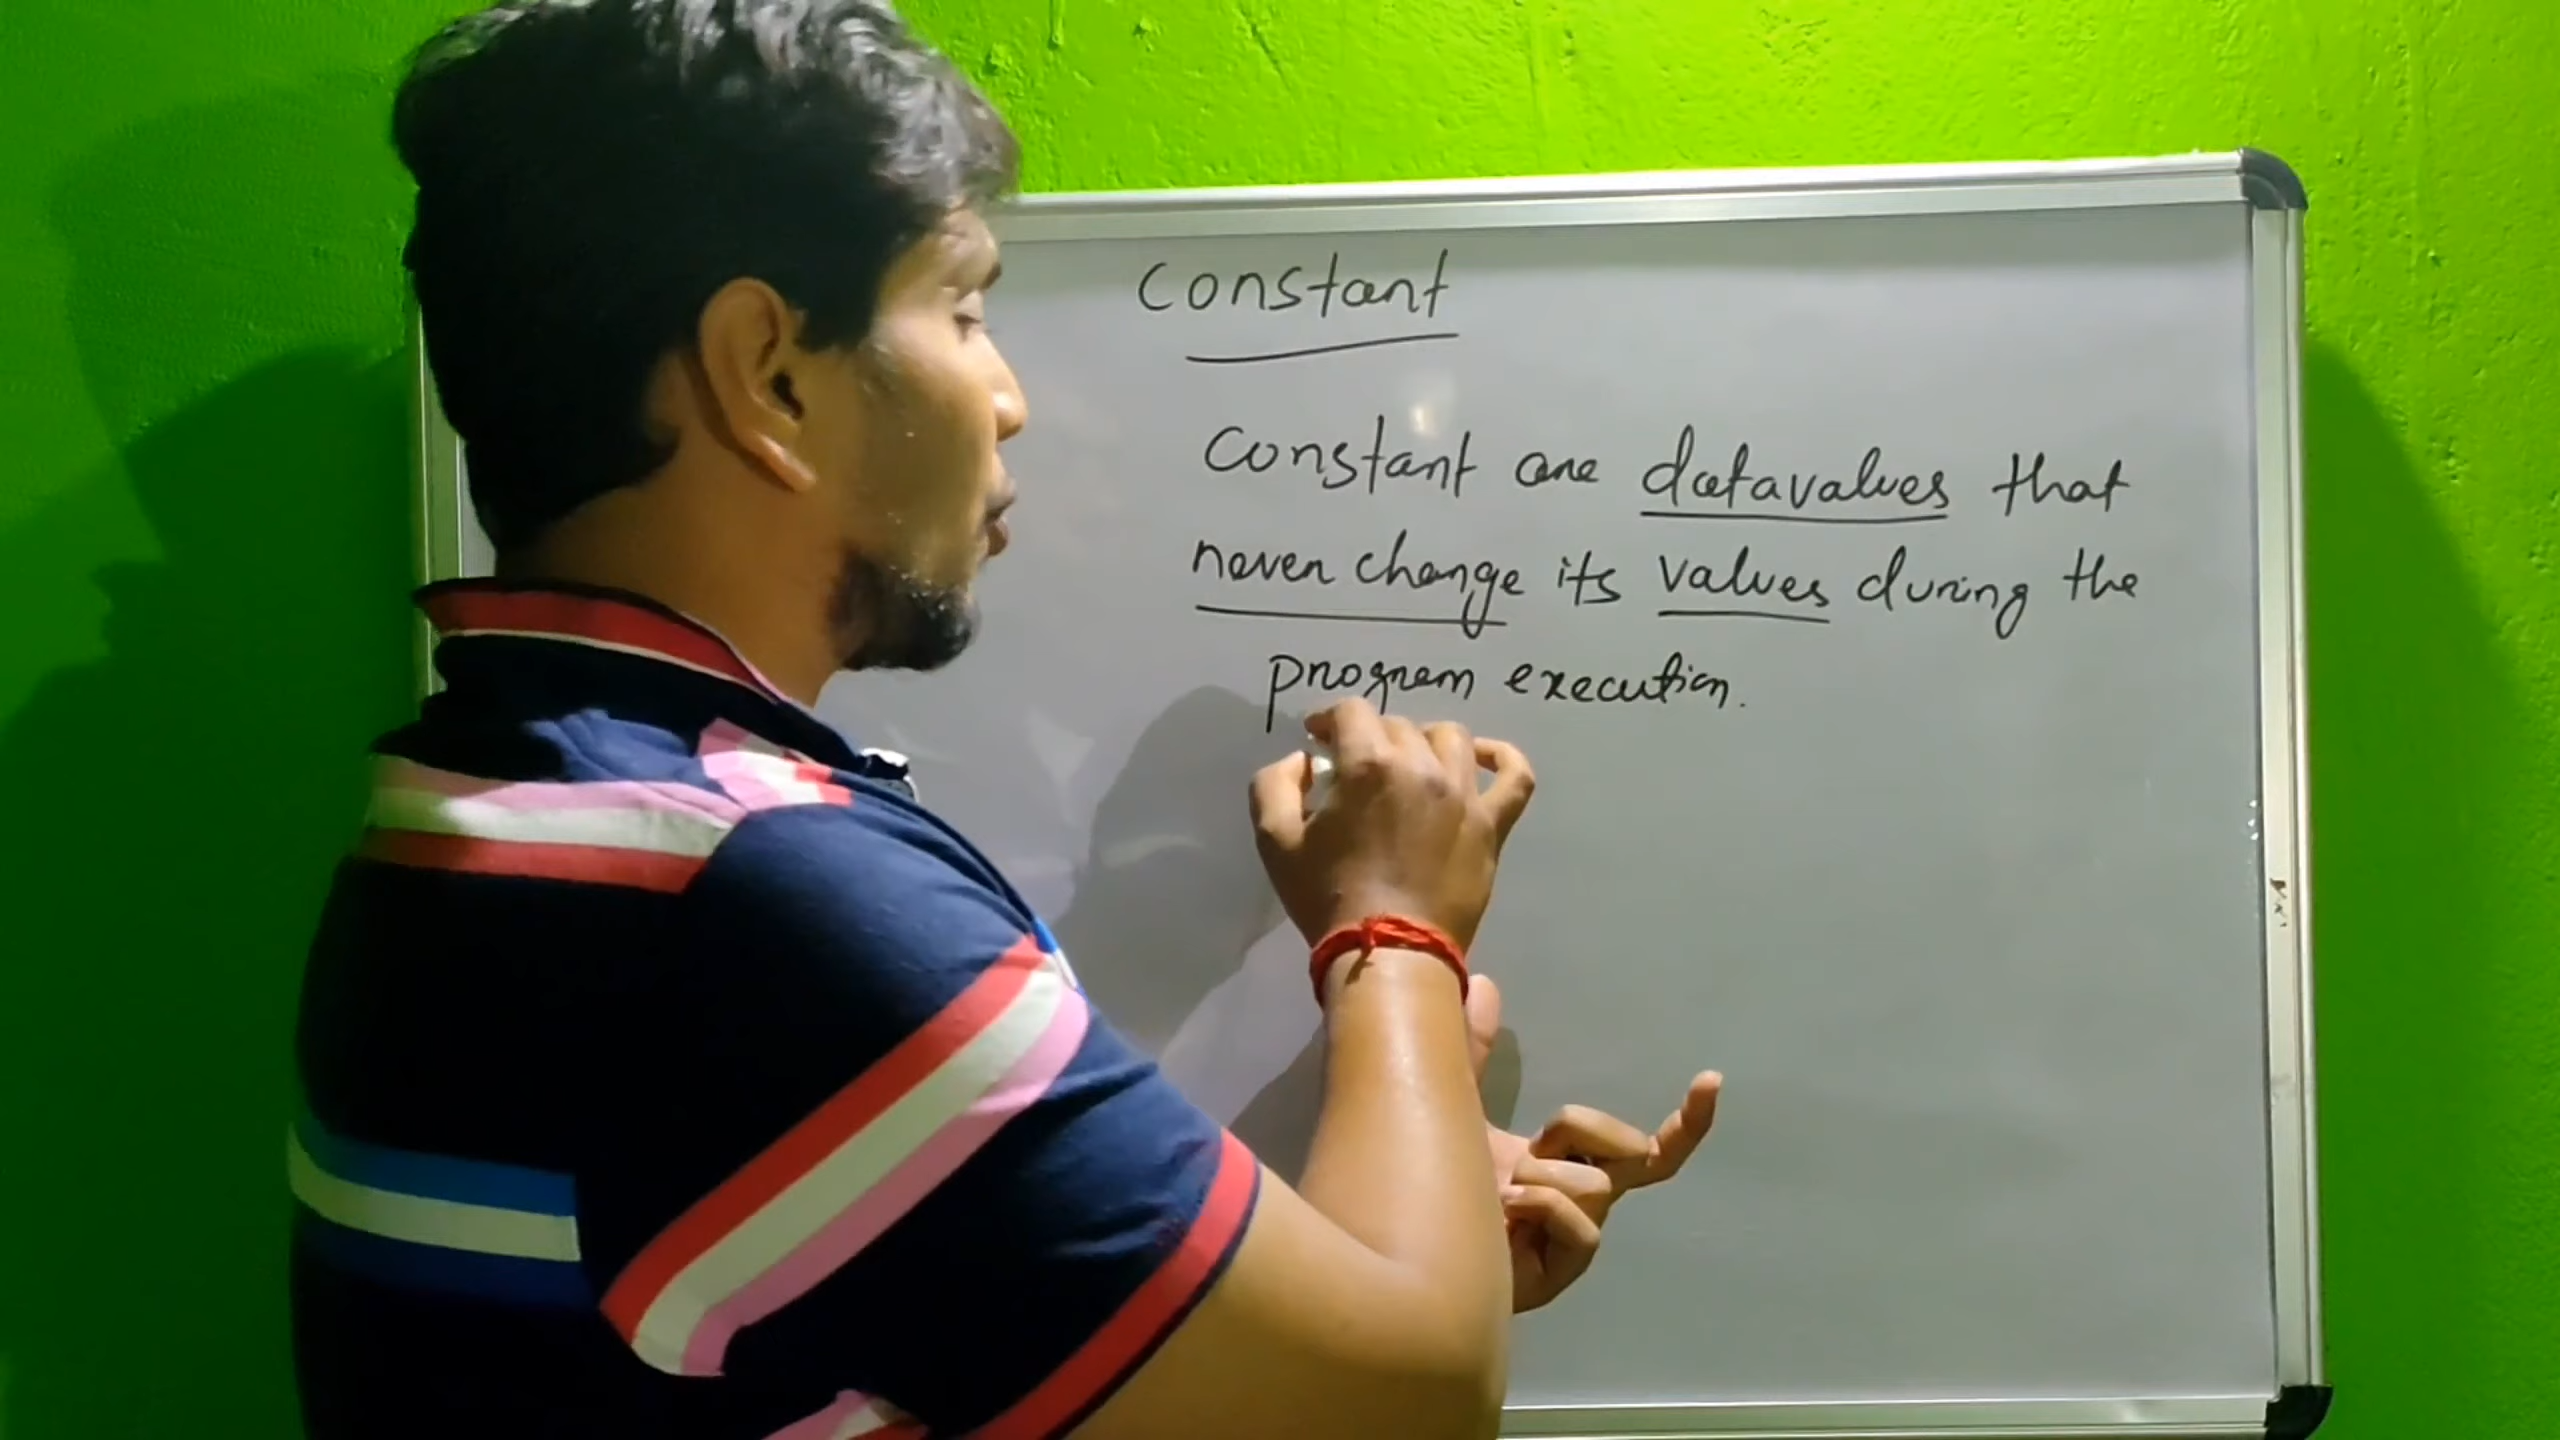 constant
constant are datavalues that
never change its values during the
program execution.